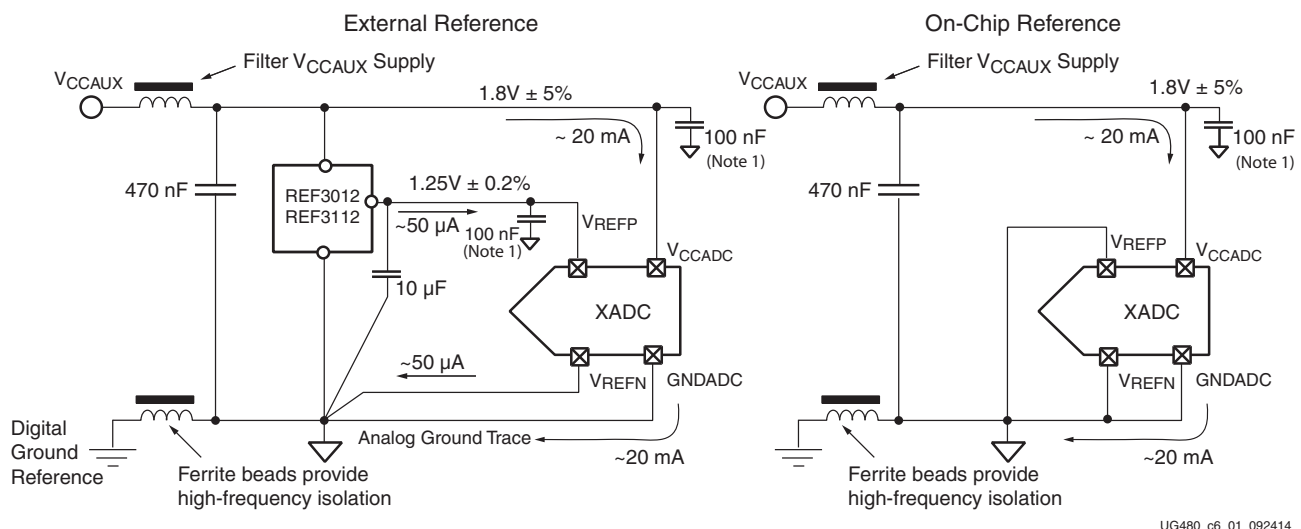 External Reference
On-Chip Reference
Filter VCCAUX Supply
VCCAUX
1.8V ± 5%
~ 20 mA
100 nF
(Note 1)
470 nF
REF3012
REF3112
1.25V ± 0.2%
~50 µA
100 nF
(Note 1)
VREFP
VCCADC
10 µF
XADC
~50 µA
VREFN
GNDADC
Analog Ground Trace
~20 mA
Digital
Ground
Reference
Ferrite beads provide
high-frequency isolation
Filter VCCAUX Supply
VCCAUX
1.8V ± 5%
~ 20 mA
100 nF
(Note 1)
470 nF
VREFP
VCCADC
XADC
VREFN
GNDADC
~20 mA
Ferrite beads provide
high-frequency isolation
UG480_c6_01_092414